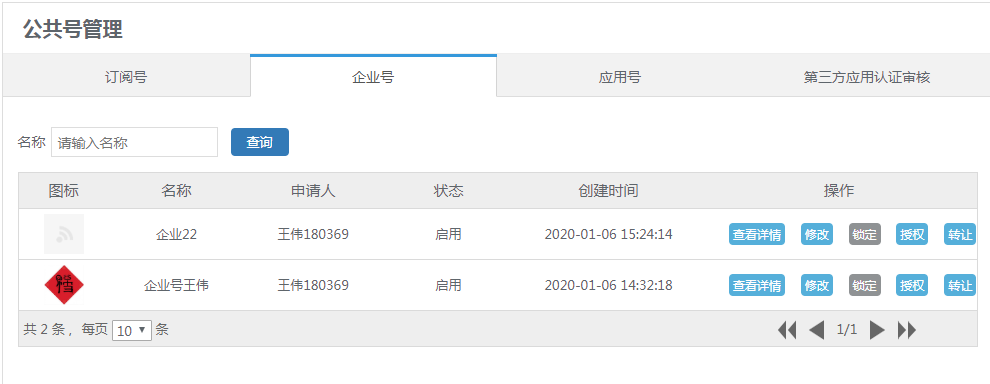 公共号管理
订阅号 企业号 应用号 第三方应用认证审核
名称 请输入名称 查询
图标 名称 申请人 状态 创建时间 操作
企业22 王伟180369 启用 2020-01-06 15:24:14 查看详情 修改 锁定 授权 转让
企业号王伟 王伟180369 启用 2020-01-06 14:32:18 查看详情 修改 锁定 授权 转让
共 2 条，每页 10 条 1/1